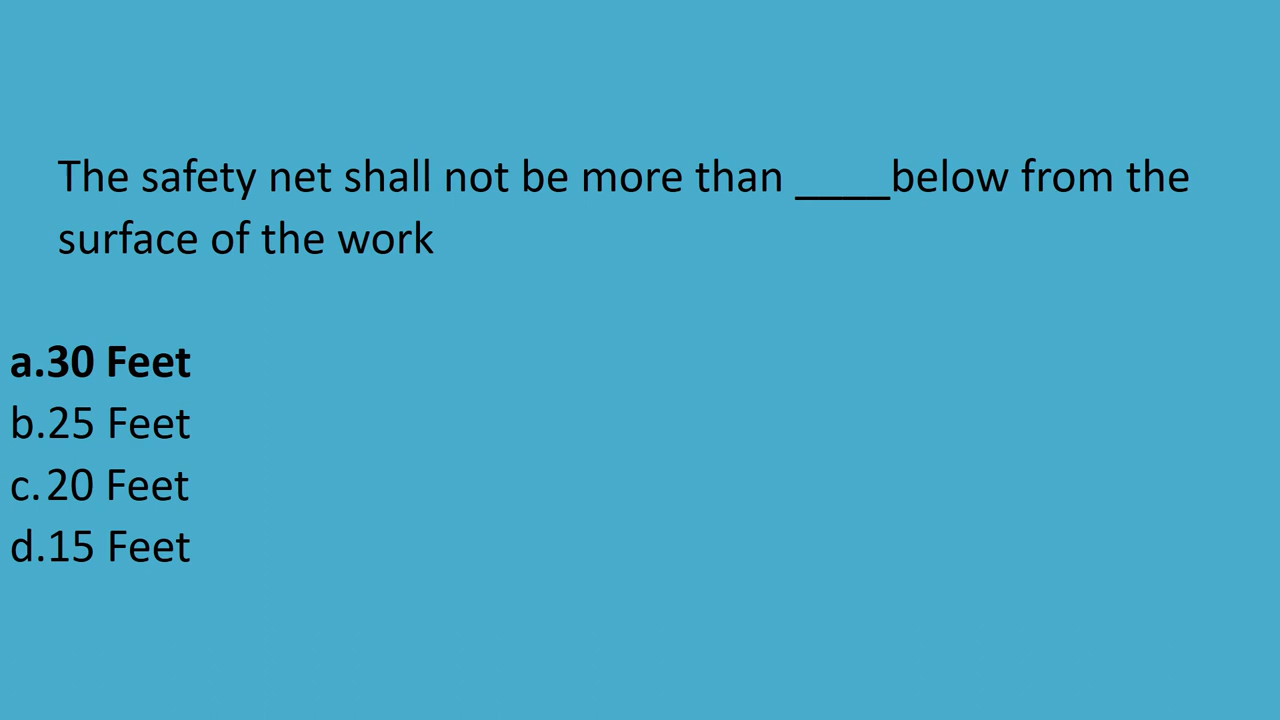 The safety net shall not be more than ____below from the
surface of the work
a.30 Feet
b.25 Feet
c.20 Feet
d.15 Feet